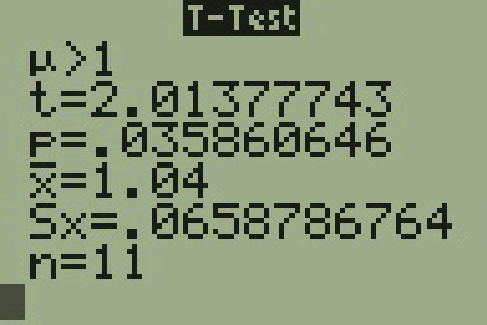 T-Test
μ>1
t=2.01377743
p=.035860646
x̄=1.04
Sx=.0658786764
n=11